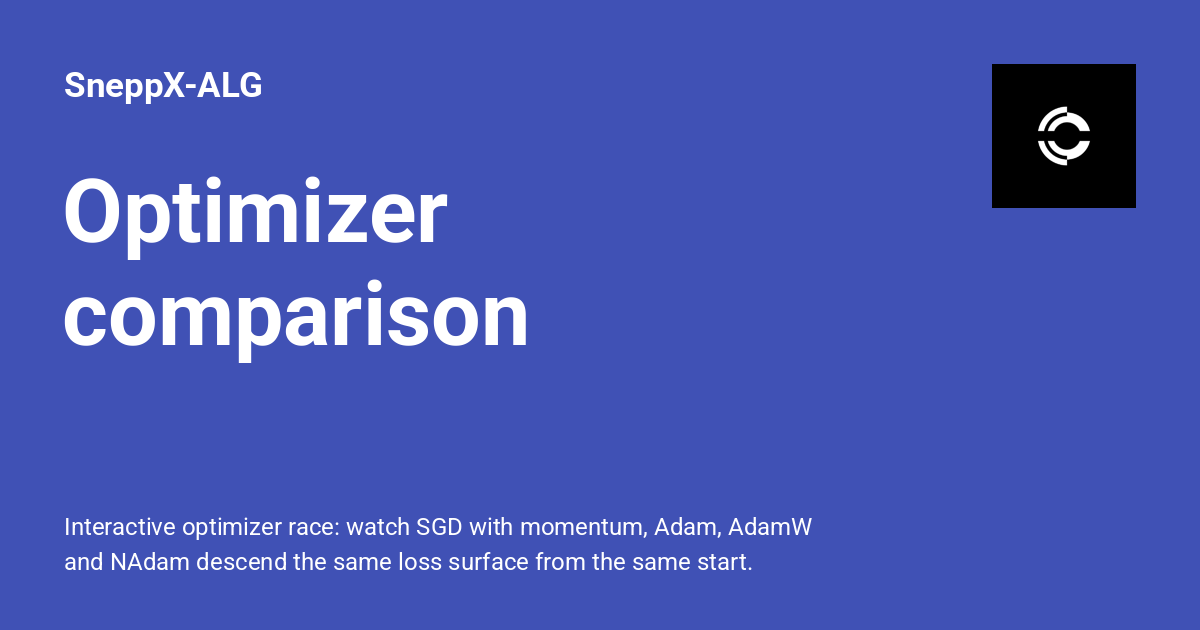 SneppX-ALG
Optimizer
comparison
Interactive optimizer race: watch SGD with momentum, Adam, AdamW
and NAdam descend the same loss surface from the same start.